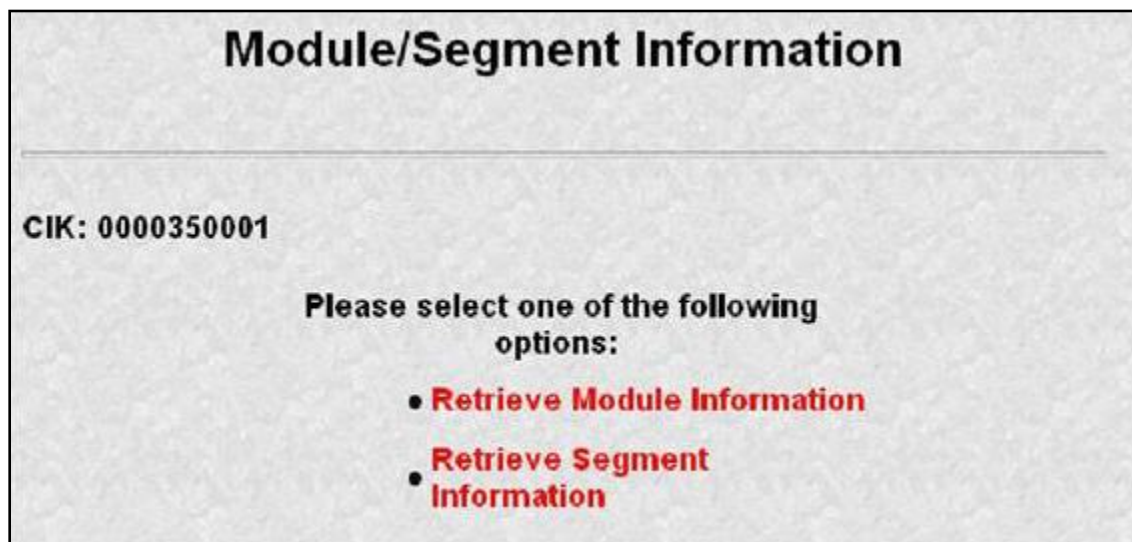 Module/Segment Information
CIK: 0000350001
Please select one of the following
options:
• Retrieve Module Information
• Retrieve Segment
Information